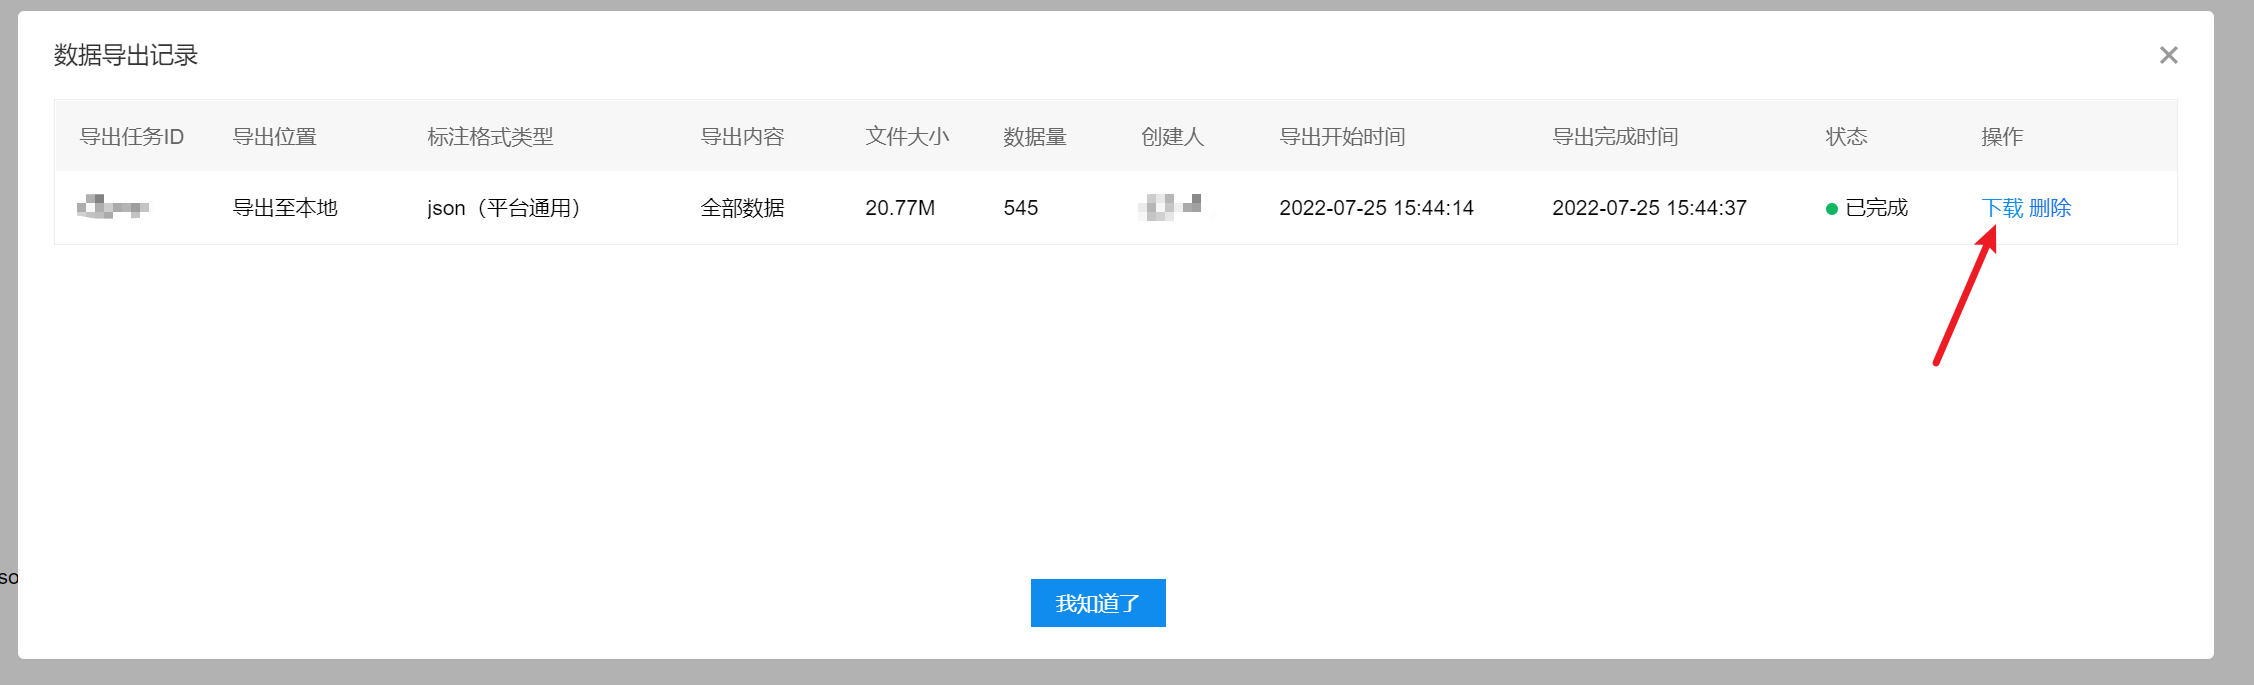 数据导出记录
导出任务ID 导出位置 标注格式类型 导出内容 文件大小 数据量 创建人 导出开始时间 导出完成时间 状态 操作
导出至本地 json（平台通用） 全部数据 20.77M 545 2022-07-25 15:44:14 2022-07-25 15:44:37 已完成 下载 删除
so
我知道了